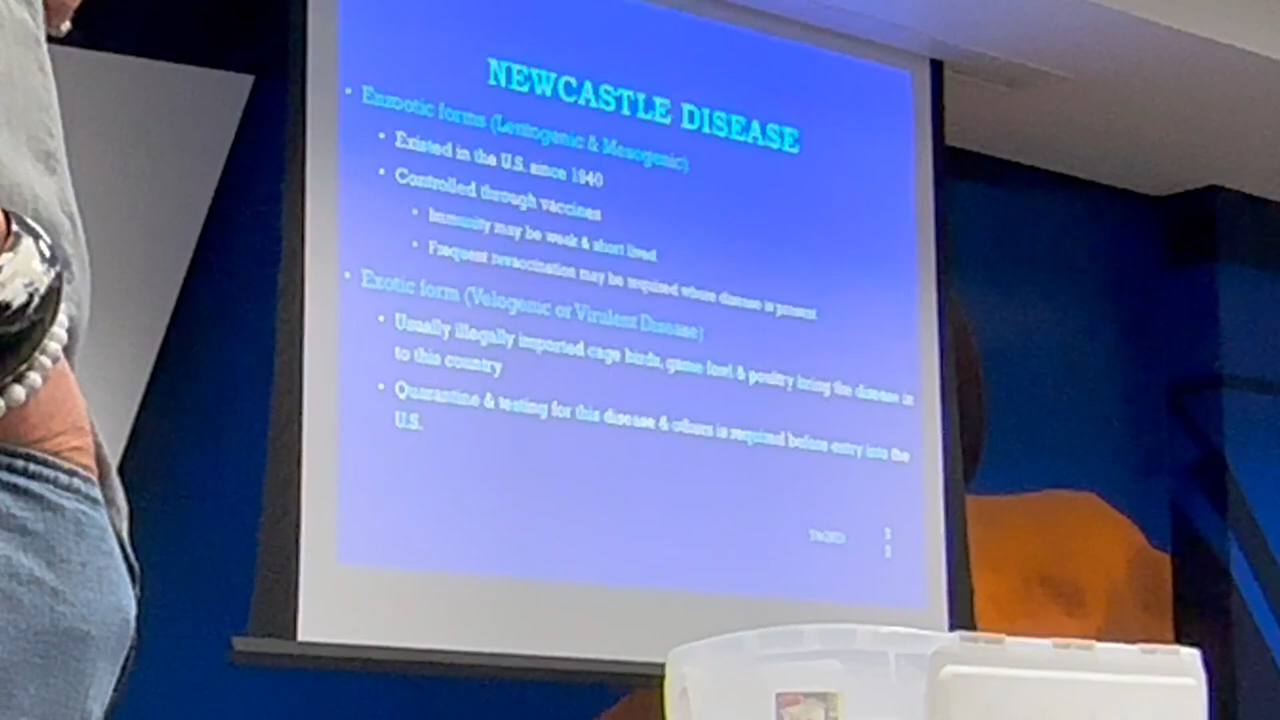 NEWCASTLE DISEASE
• Enzootic forms (Lentogenic & Mesogenic)
• Existed in the U.S. since 1940
• Controlled through vaccines
• Immunity may be weak & short lived
• Frequent revaccination may be required where disease is present
• Exotic form (Velogenic or Virulent Disease)
• Usually illegally imported cage birds, game fowl & poultry bring the disease in
to this country
• Quarantine & testing for this disease & others is required before entry into the
U.S.